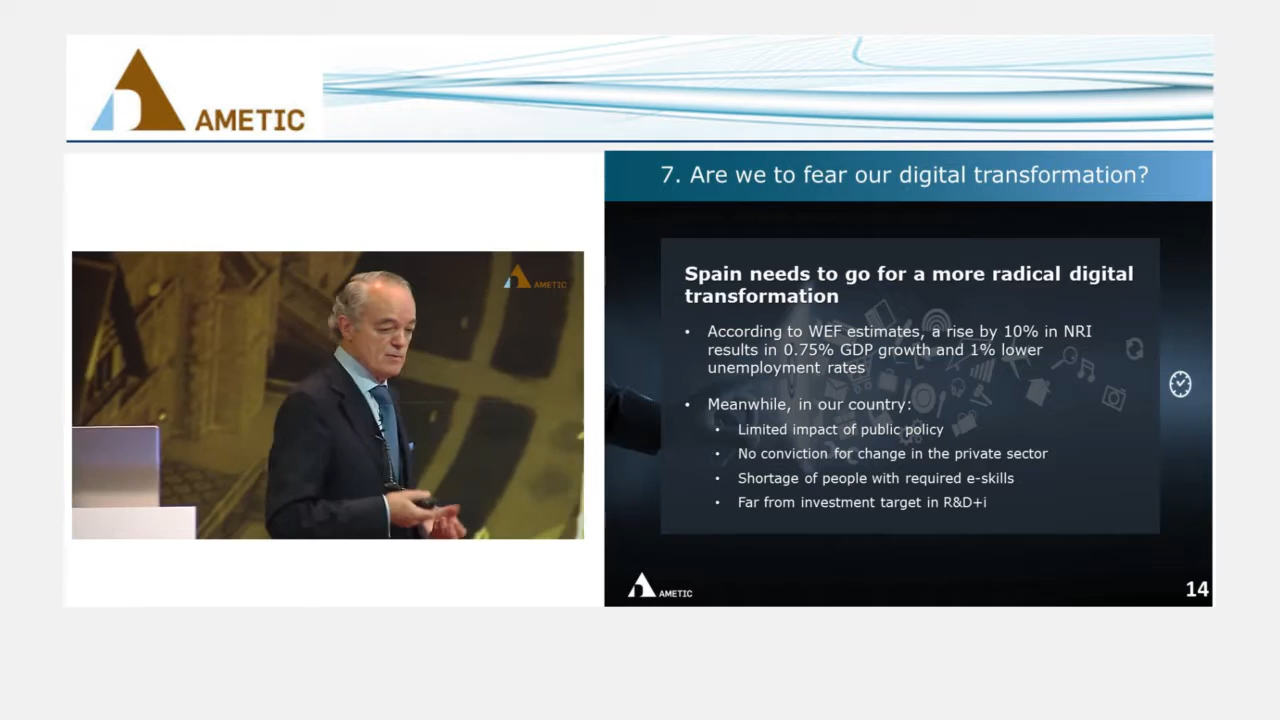 AMETIC
7. Are we to fear our digital transformation?
AMETIC
Spain needs to go for a more radical digital
transformation
• According to WEF estimates, a rise by 10% in NRI
results in 0.75% GDP growth and 1% lower
unemployment rates
• Meanwhile, in our country:
• Limited impact of public policy
• No conviction for change in the private sector
• Shortage of people with required e-skills
• Far from investment target in R&D+i
AMETIC
14